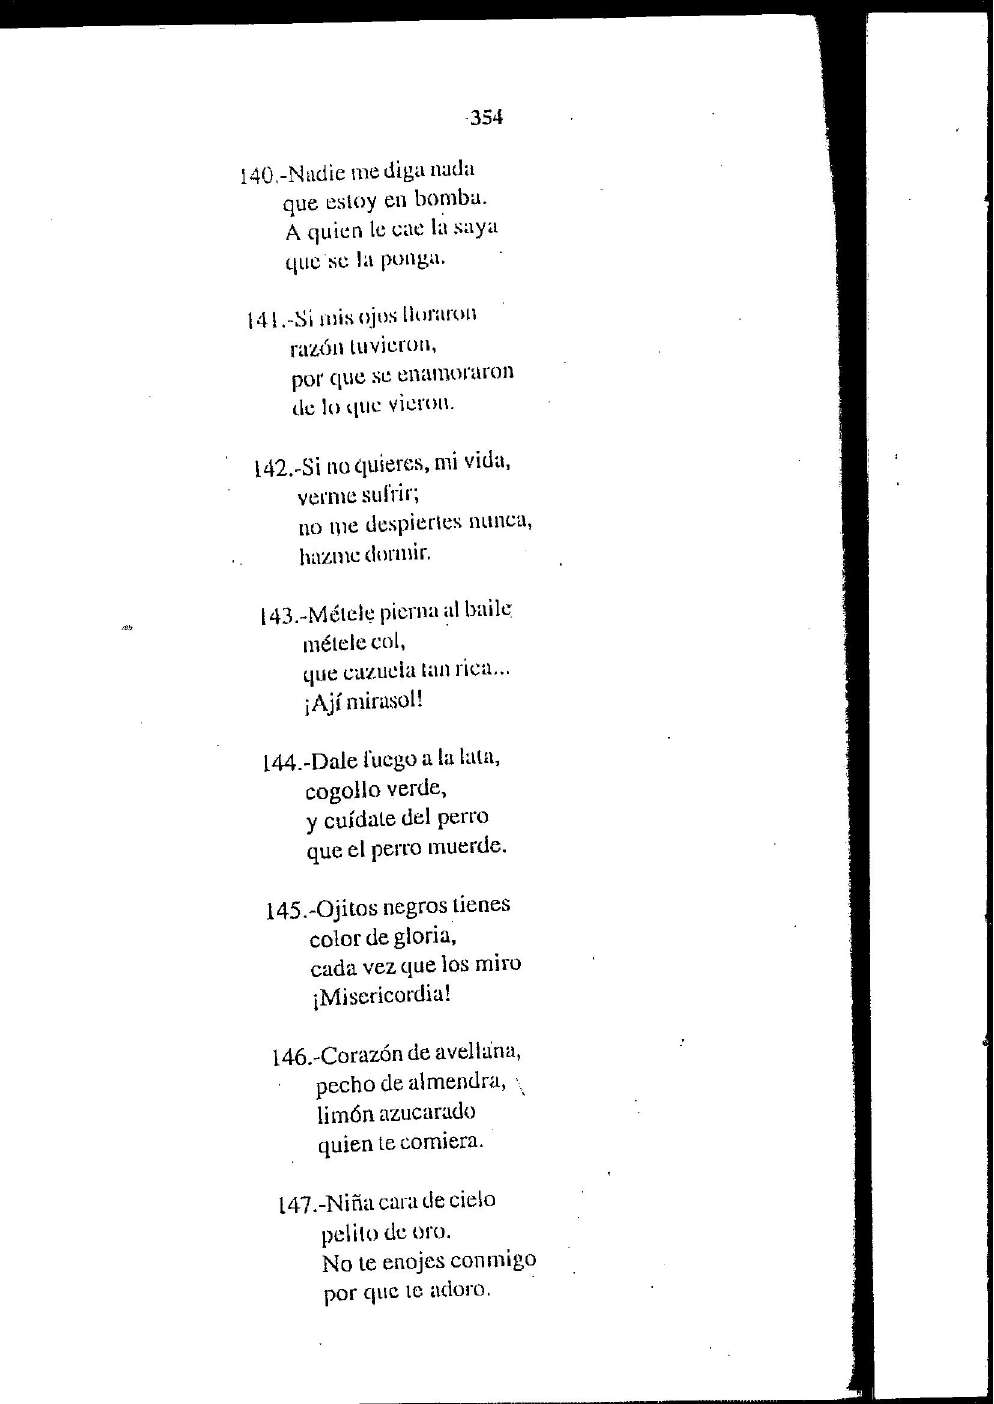 354
140.-Nadie me diga nada
que estoy en bomba.
A quien le cae la saya
que se la ponga.
141.-Si mis ojos lloraron
razón tuvieron,
por que se enamoraron
de lo que vieron.
142.-Si no quieres, mi vida,
verme sufrir;
no me despiertes nunca,
hazme dormir.
143.-Métele pierna al baile
métele col,
que cazuela tan rica...
¡Ají mirasol!
144.-Dale fuego a la lata,
cogollo verde,
y cuídate del perro
que el perro muerde.
145.-Ojitos negros tienes
color de gloria,
cada vez que los miro
¡Misericordia!
146.-Corazón de avellana,
pecho de almendra,
limón azucarado
quien te comiera.
147.-Niña cara de cielo
pelito de oro.
No te enojes conmigo
por que te adoro.